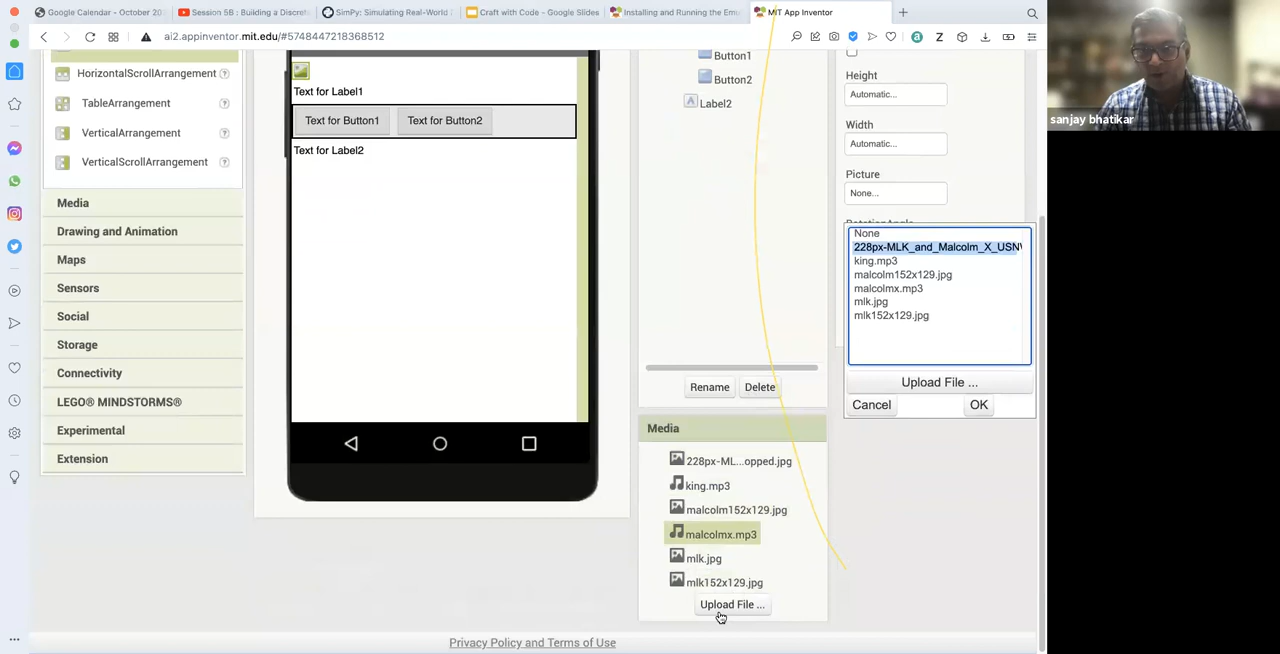 Google Calendar - October 20
Session 5B : Building a Discret
SimPy: Simulating Real-World
Craft with Code - Google Slides
Installing and Running the Emu
MIT App Inventor
ai2.appinventor.mit.edu/#5748447218368512
HorizontalScrollArrangement
TableArrangement
VerticalArrangement
VerticalScrollArrangement
Media
Drawing and Animation
Maps
Sensors
Social
Storage
Connectivity
LEGO® MINDSTORMS®
Experimental
Extension
Text for Label1
Text for Button1
Text for Button2
Text for Label2
Button1
Button2
Label2
Rename
Delete
Media
228px-ML...opped.jpg
king.mp3
malcolm152x129.jpg
malcolmx.mp3
mlk.jpg
mlk152x129.jpg
Upload File ...
Height
Automatic...
Width
Automatic...
Picture
None...
None
228px-MLK_and_Malcolm_X_USN
king.mp3
malcolm152x129.jpg
malcolmx.mp3
mlk.jpg
mlk152x129.jpg
Upload File ...
Cancel
OK
Privacy Policy and Terms of Use
sanjay bhatikar